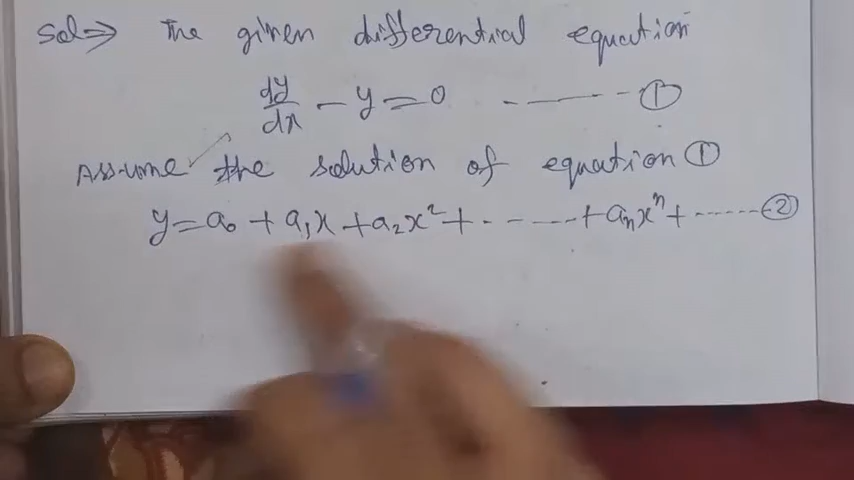 Sol⇒ The given differential equation
dy/dx - y = 0 ------ ①
Assume the solution of equation ①
y = a₀ + a₁x + a₂x² + ------ + aₙxⁿ + ------ ②